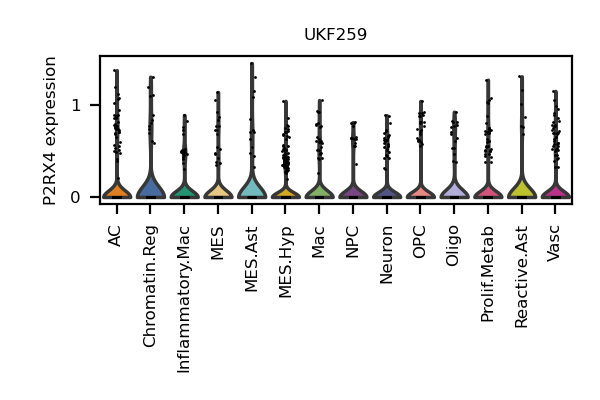 UKF259
P2RX4 expression
1
0
AC
Chromatin.Reg
Inflammatory.Mac
MES
MES.Ast
MES.Hyp
Mac
NPC
Neuron
OPC
Oligo
Prolif.Metab
Reactive.Ast
Vasc